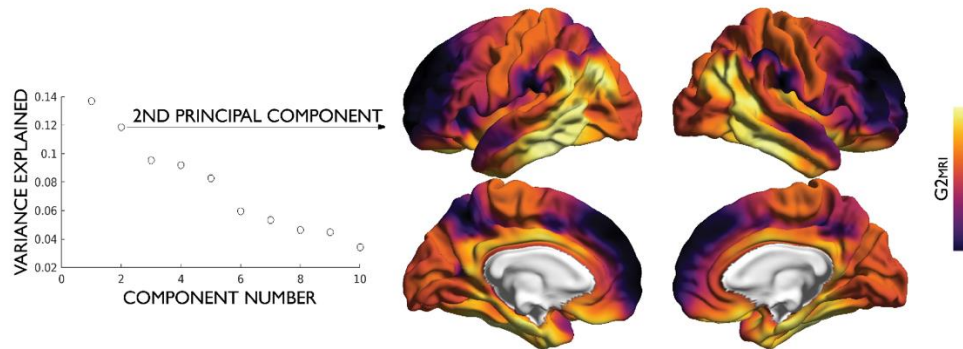 VARIANCE EXPLAINED
0.14
0.12
0.1
0.08
0.06
0.04
0.02
0 2 4 6 8 10
COMPONENT NUMBER
2ND PRINCIPAL COMPONENT
G2MRI